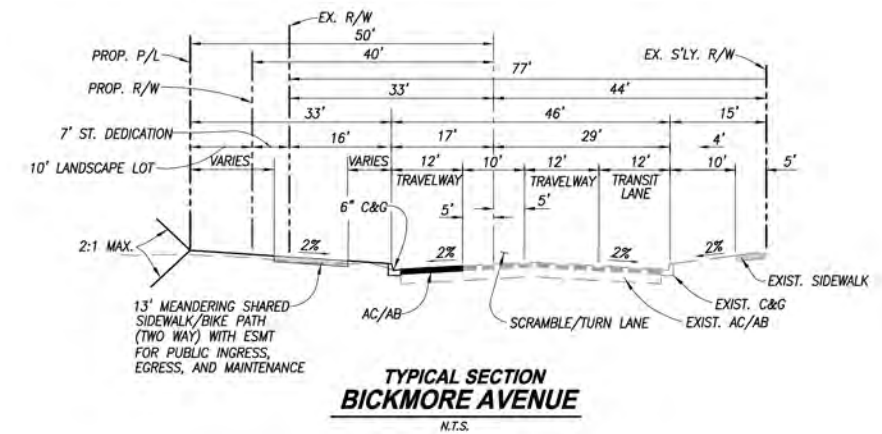 EX. R/W
50'
PROP. P/L
40'
EX. S'LY. R/W
77'
PROP. R/W
33'
44'
33'
46'
15'
7' ST. DEDICATION
16'
17'
29'
4'
10' LANDSCAPE LOT
VARIES
VARIES
12'
10'
12'
12'
10'
5'
TRAVELWAY
TRAVELWAY
TRANSIT
LANE
6" C&G
5'
5'
2:1 MAX.
2%
2%
2%
2%
EXIST. SIDEWALK
13' MEANDERING SHARED
SIDEWALK/BIKE PATH
(TWO WAY) WITH ESMT
FOR PUBLIC INGRESS,
EGRESS, AND MAINTENANCE
AC/AB
SCRAMBLE/TURN LANE
EXIST. C&G
EXIST. AC/AB
TYPICAL SECTION
BICKMORE AVENUE
N.T.S.